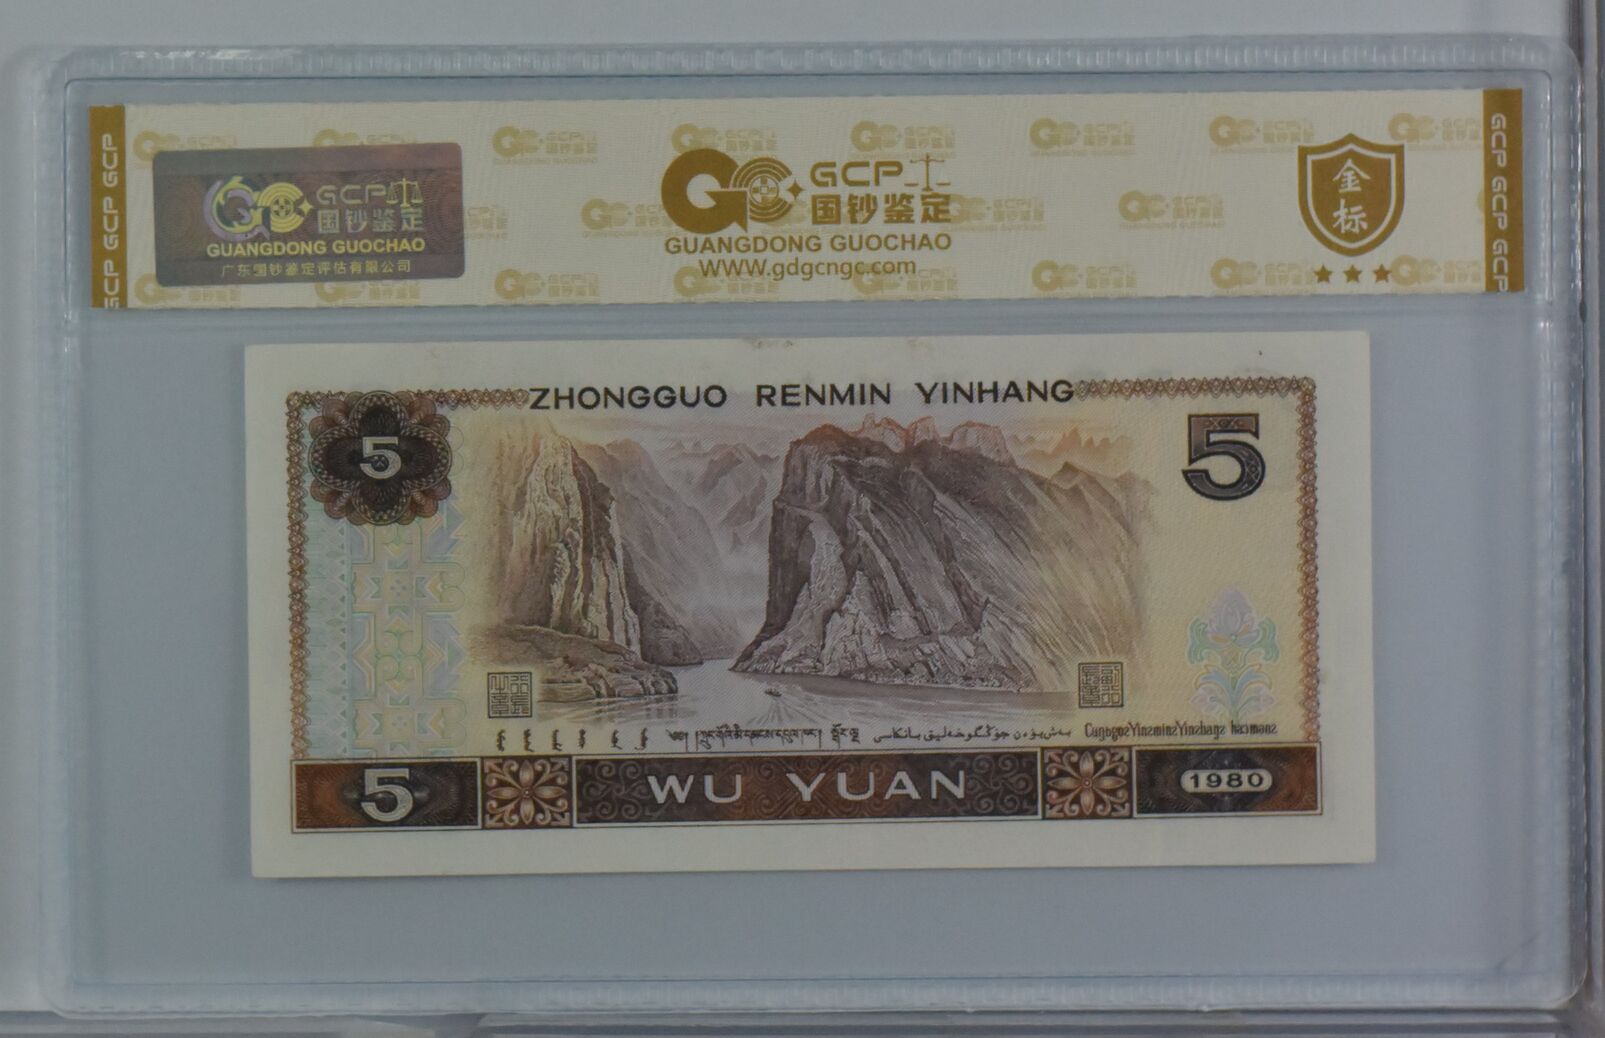 GCP GCP GCP
GCP
国钞鉴定
GUANGDONG GUOCHAO
广东国钞鉴定评估有限公司
GCP
国钞鉴定
GUANGDONG GUOCHAO
WWW.gdgcngc.com
金标
GCP GCP GCP
ZHONGGUO RENMIN YINHANG
5
5
5
WU YUAN
1980